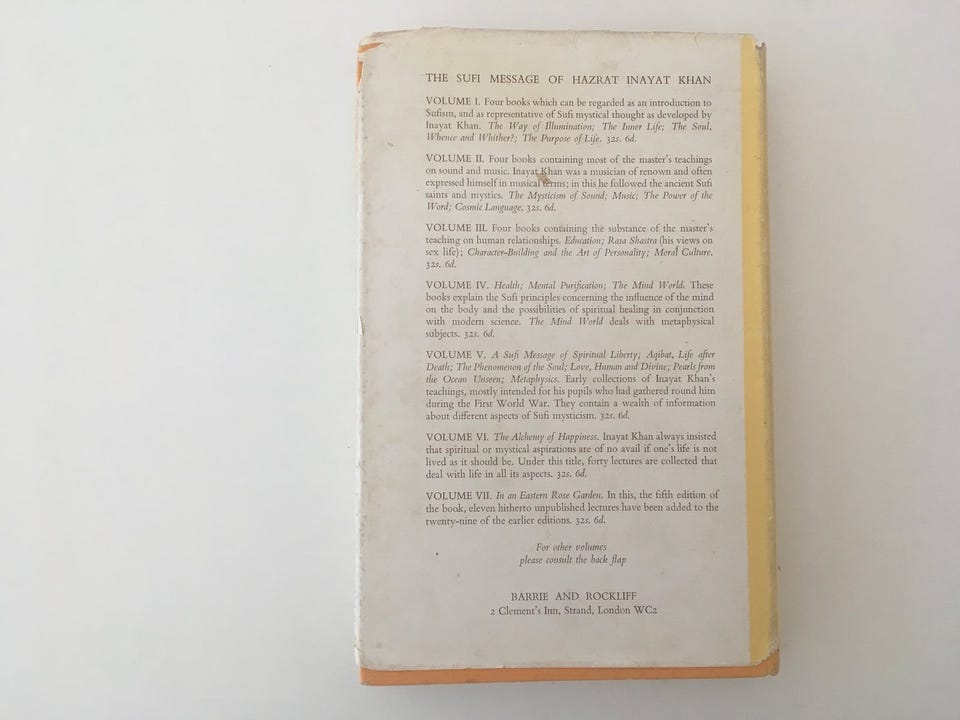 THE SUFI MESSAGE OF HAZRAT INAYAT KHAN
VOLUME I. Four books which can be regarded as an introduction to
Sufism, and as representative of Sufi mystical thought as developed by
Inayat Khan. The Way of Illumination; The Inner Life; The Soul,
Whence and Whither?; The Purpose of Life. 32s. 6d.
VOLUME II. Four books containing most of the master's teachings
on sound and music. Inayat Khan was a musician of renown and often
expressed himself in musical terms; in this he followed the ancient Sufi
saints and mystics. The Mysticism of Sound; Music; The Power of the
Word; Cosmic Language. 32s. 6d.
VOLUME III. Four books containing the substance of the master's
teaching on human relationships. Education; Rasa Shastra (his views on
sex life); Character-Building and the Art of Personality; Moral Culture.
32s. 6d.
VOLUME IV. Health; Mental Purification; The Mind World. These
books explain the Sufi principles concerning the influence of the mind
on the body and the possibilities of spiritual healing in conjunction
with modern science. The Mind World deals with metaphysical
subjects. 32s. 6d.
VOLUME V. A Sufi Message of Spiritual Liberty; Aqibat, Life after
Death; The Phenomenon of the Soul; Love, Human and Divine; Pearls from
the Ocean Unseen; Metaphysics. Early collections of Inayat Khan's
teachings, mostly intended for his pupils who had gathered round him
during the First World War. They contain a wealth of information
about different aspects of Sufi mysticism. 32s. 6d.
VOLUME VI. The Alchemy of Happiness. Inayat Khan always insisted
that spiritual or mystical aspirations are of no avail if one's life is not
lived as it should be. Under this title, forty lectures are collected that
deal with life in all its aspects. 32s. 6d.
VOLUME VII. In an Eastern Rose Garden. In this, the fifth edition of
the book, eleven hitherto unpublished lectures have been added to the
twenty-nine of the earlier editions. 32s. 6d.
For other volumes
please consult the back flap
BARRIE AND ROCKLIFF
2 Clement's Inn, Strand, London WC2